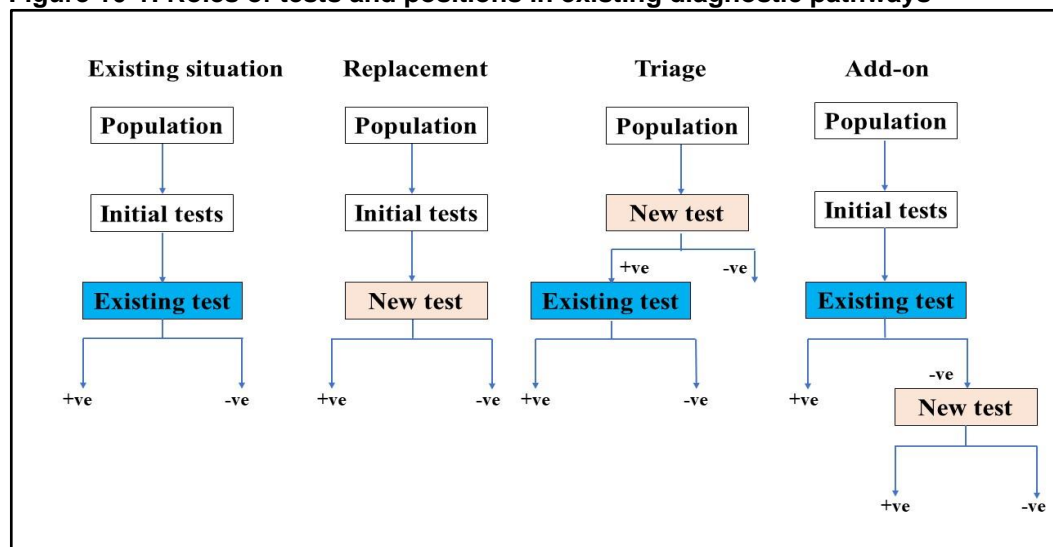 Figure 10-1. Roles of tests and positions in existing diagnostic pathways
Existing situation
Population
Initial tests
Existing test
+ve
-ve
Replacement
Population
Initial tests
New test
+ve
-ve
Triage
Population
New test
+ve
-ve
Existing test
+ve
-ve
Add-on
Population
Initial tests
Existing test
-ve
+ve
New test
+ve
-ve